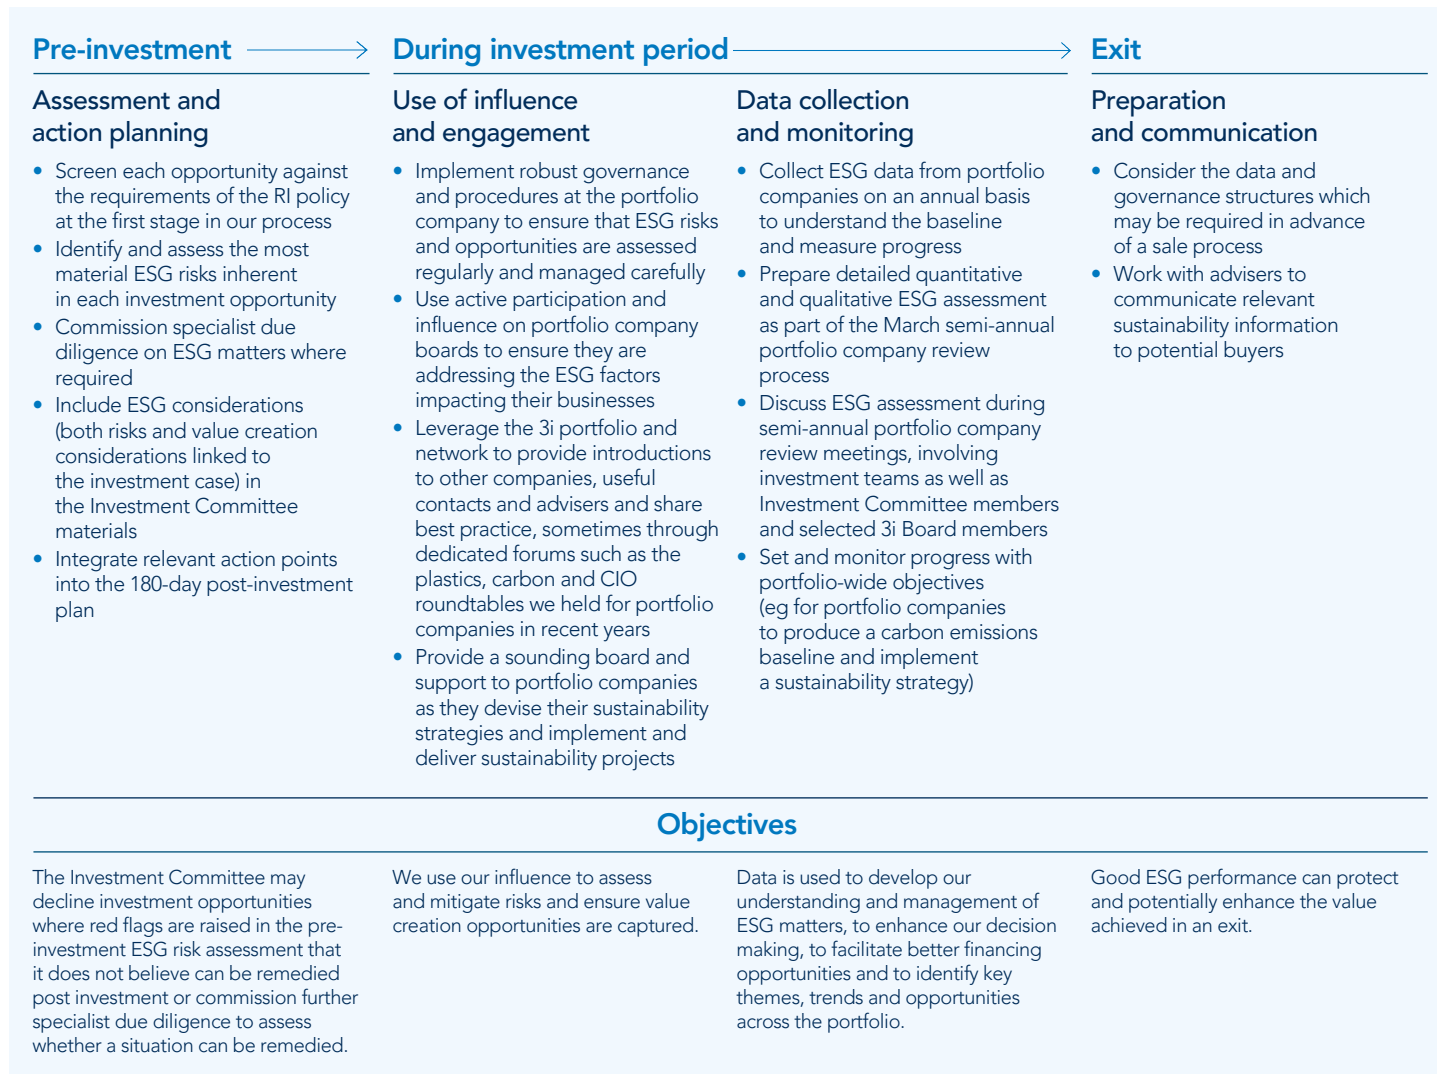 Pre-investment
During investment period
Exit
Assessment and
action planning
• Screen each opportunity against
the requirements of the RI policy
at the first stage in our process
• Identify and assess the most
material ESG risks inherent
in each investment opportunity
• Commission specialist due
diligence on ESG matters where
required
• Include ESG considerations
(both risks and value creation
considerations linked to
the investment case) in
the Investment Committee
materials
• Integrate relevant action points
into the 180-day post-investment
plan
Use of influence
and engagement
• Implement robust governance
and procedures at the portfolio
company to ensure that ESG risks
and opportunities are assessed
regularly and managed carefully
• Use active participation and
influence on portfolio company
boards to ensure they are
addressing the ESG factors
impacting their businesses
• Leverage the 3i portfolio and
network to provide introductions
to other companies, useful
contacts and advisers and share
best practice, sometimes through
dedicated forums such as the
plastics, carbon and CIO
roundtables we held for portfolio
companies in recent years
• Provide a sounding board and
support to portfolio companies
as they devise their sustainability
strategies and implement and
deliver sustainability projects
Data collection
and monitoring
• Collect ESG data from portfolio
companies on an annual basis
to understand the baseline
and measure progress
• Prepare detailed quantitative
and qualitative ESG assessment
as part of the March semi-annual
portfolio company review
process
• Discuss ESG assessment during
semi-annual portfolio company
review meetings, involving
investment teams as well as
Investment Committee members
and selected 3i Board members
• Set and monitor progress with
portfolio-wide objectives
(eg for portfolio companies
to produce a carbon emissions
baseline and implement
a sustainability strategy)
Preparation
and communication
• Consider the data and
governance structures which
may be required in advance
of a sale process
• Work with advisers to
communicate relevant
sustainability information
to potential buyers
Objectives
The Investment Committee may
decline investment opportunities
where red flags are raised in the pre-
investment ESG risk assessment that
it does not believe can be remedied
post investment or commission further
specialist due diligence to assess
whether a situation can be remedied.
We use our influence to assess
and mitigate risks and ensure value
creation opportunities are captured.
Data is used to develop our
understanding and management of
ESG matters, to enhance our decision
making, to facilitate better financing
opportunities and to identify key
themes, trends and opportunities
across the portfolio.
Good ESG performance can protect
and potentially enhance the value
achieved in an exit.